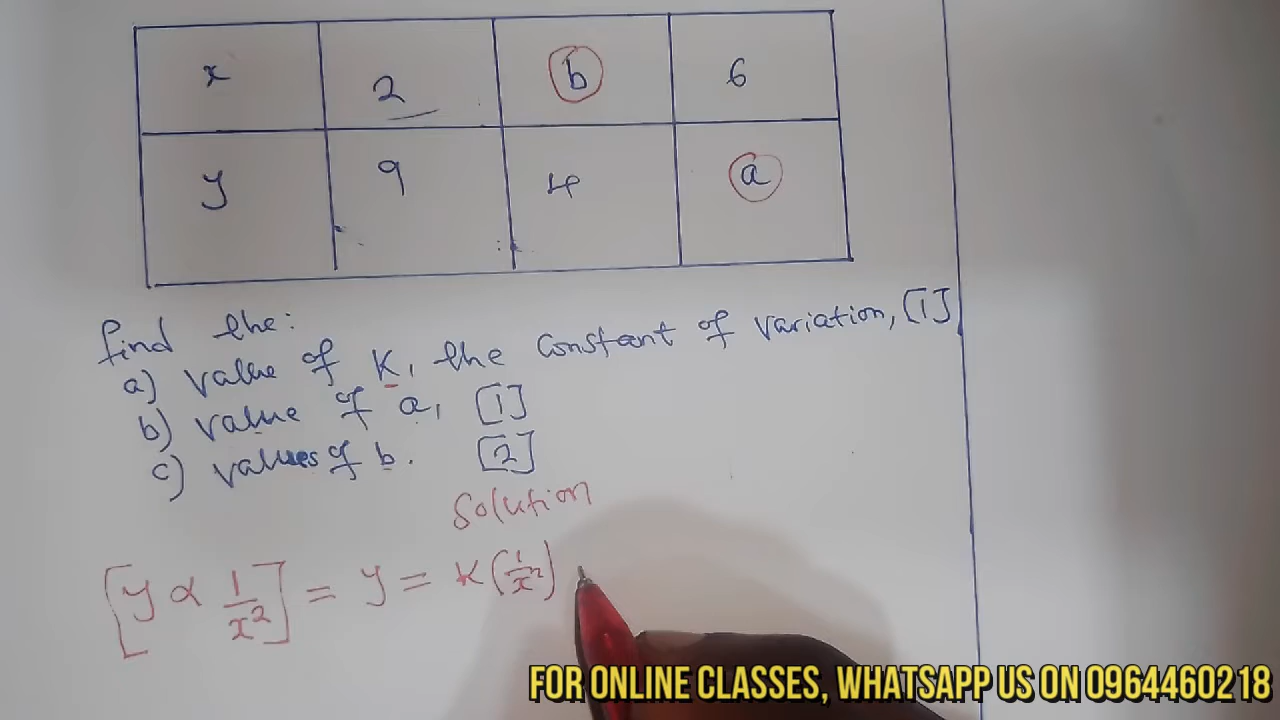 x 2 b 6
y 9 4 a
find the:
a) value of K, the constant of variation, [1]
b) value of a, [1]
c) values of b. [2]
Solution
[y ∝ 1/x²] = y = K(1/x²)
FOR ONLINE CLASSES, WHATSAPP US ON 0964460218